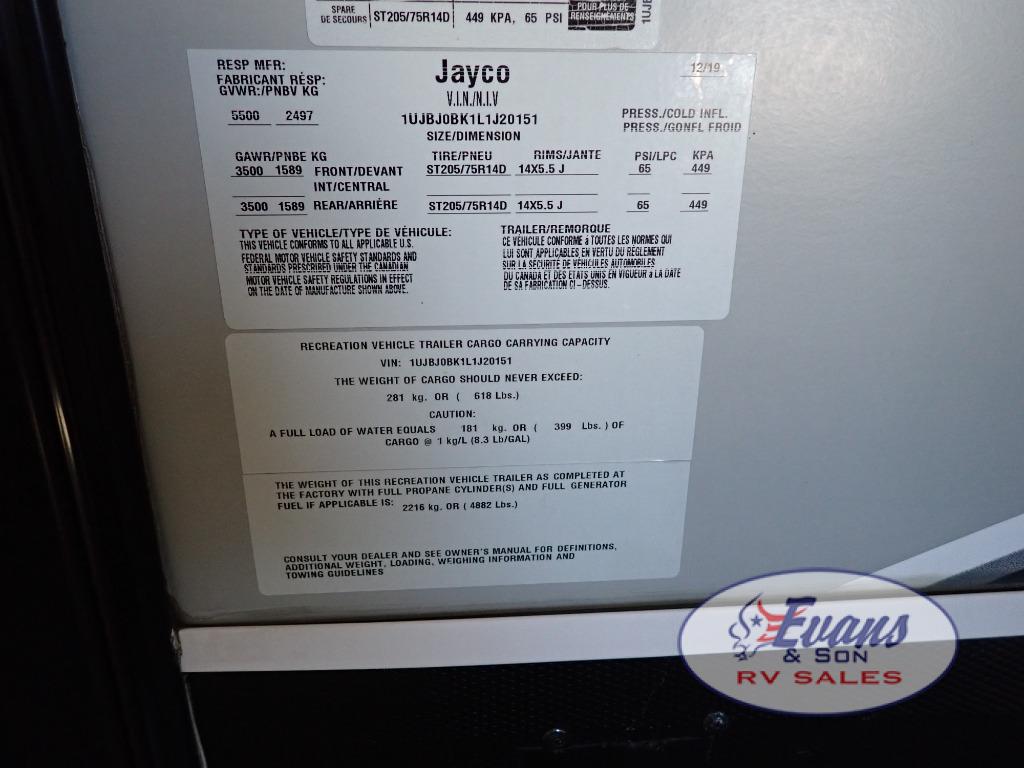 SPARE
DE SECOURS
ST205/75R14D
449 KPA, 65 PSI
POUR PLUS DE
RENSEIGNEMENTS
RESP MFR:
FABRICANT RESP:
GVWR:/PNBV KG
5500 2497
Jayco
V.I.N./N.I.V
1UJBJ0BK1L1J20151
SIZE/DIMENSION
12/19
PRESS./COLD INFL.
PRESS./GONFL FROID
GAWR/PNBE KG TIRE/PNEU RIMS/JANTE PSI/LPC KPA
3500 1589 FRONT/DEVANT ST205/75R14D 14X5.5 J 65 449
INT/CENTRAL
3500 1589 REAR/ARRIÈRE ST205/75R14D 14X5.5 J 65 449
TYPE OF VEHICLE/TYPE DE VÉHICULE:
THIS VEHICLE CONFORMS TO ALL APPLICABLE U.S.
FEDERAL MOTOR VEHICLE SAFETY STANDARDS AND
STANDARDS PRESCRIBED UNDER THE CANADIAN
MOTOR VEHICLE SAFETY REGULATIONS IN EFFECT
ON THE DATE OF MANUFACTURE SHOWN ABOVE.
TRAILER/REMORQUE
CE VÉHICULE CONFORME à TOUTES LES NORMES QUI
LUI SONT APPLICABLES EN VERTU DU RÈGLEMENT
SUR LA SÉCURITÉ DE VÉHICULES AUTOMOBILES
DU CANADA ET DES ÉTATS UNIS EN VIGUEUR à LA DATE
DE SA FABRICATION CI-DESSUS.
RECREATION VEHICLE TRAILER CARGO CARRYING CAPACITY
VIN: 1UJBJ0BK1L1J20151
THE WEIGHT OF CARGO SHOULD NEVER EXCEED:
281 kg. OR ( 618 Lbs.)
CAUTION:
A FULL LOAD OF WATER EQUALS 181 kg. OR ( 399 Lbs. ) OF
CARGO @ 1 kg/L (8.3 Lb/GAL)
THE WEIGHT OF THIS RECREATION VEHICLE TRAILER AS COMPLETED AT
THE FACTORY WITH FULL PROPANE CYLINDER(S) AND FULL GENERATOR
FUEL IF APPLICABLE IS: 2216 kg. OR ( 4882 Lbs.)
CONSULT YOUR DEALER AND SEE OWNER'S MANUAL FOR DEFINITIONS,
ADDITIONAL WEIGHT, LOADING, WEIGHING INFORMATION AND
TOWING GUIDELINES
Evans
& SON
RV SALES